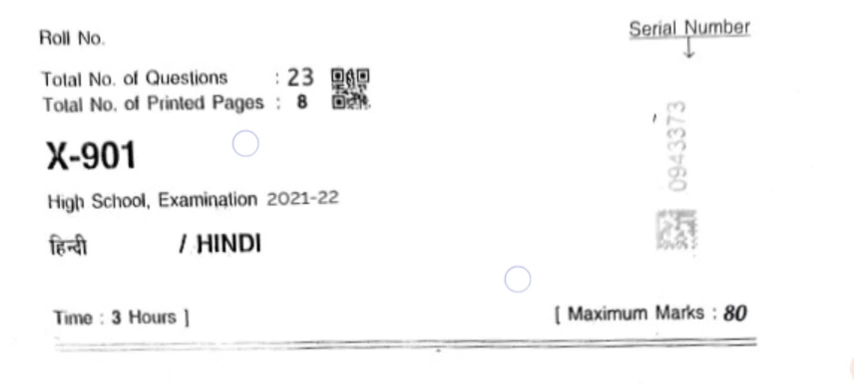 Roll No.
Serial Number
Total No. of Questions : 23
Total No. of Printed Pages : 8
0943373
X-901
High School, Examination 2021-22
हिन्दी / HINDI
Time : 3 Hours ]
[ Maximum Marks : 80